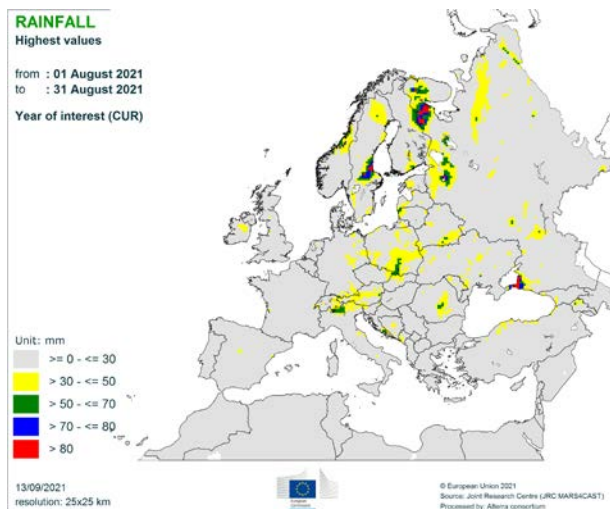 RAINFALL
Highest values
from : 01 August 2021
to : 31 August 2021
Year of interest (CUR)
Unit: mm
>= 0 - <= 30
> 30 - <= 50
> 50 - <= 70
> 70 - <= 80
> 80
13/09/2021
resolution: 25x25 km
European
Commission
© European Union 2021
Source: Joint Research Centre (JRC MARS4CAST)
Processed by: Alterra consortium